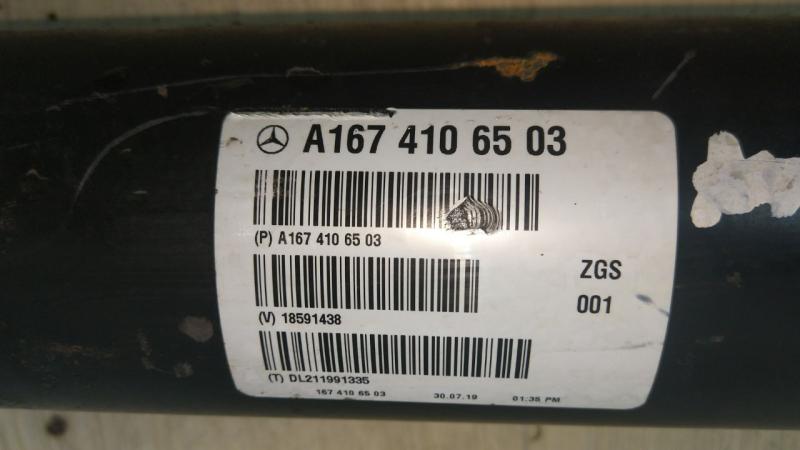 A167 410 65 03
(P) A167 410 65 03
ZGS
001
(V) 18591438
(T) DL211991335
167 410 65 03 30.07.19 01:35 PM